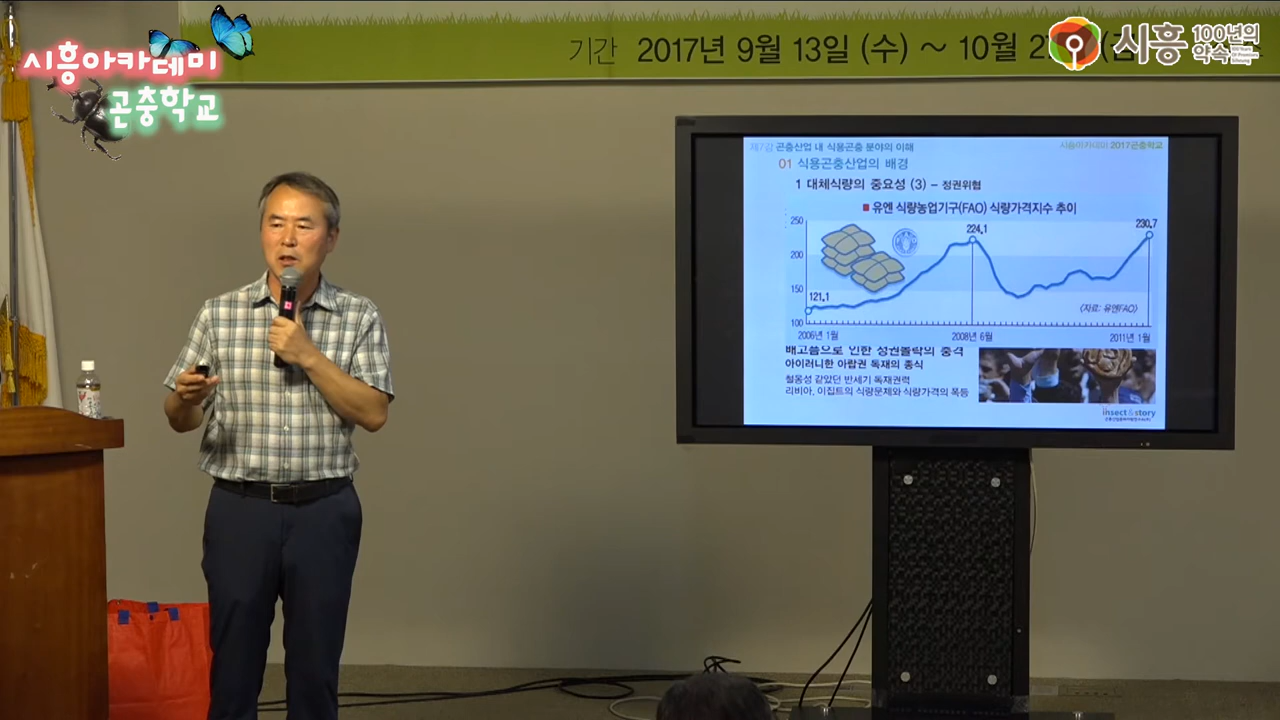 시흥아카데미
곤충학교
기간 2017년 9월 13일 (수) ~ 10월
시흥 100년의 약속
제7강 곤충산업 내 식용곤충 분야의 이해
시흥아카데미 2017곤충학교
01 식용곤충산업의 배경
1 대체식량의 중요성 (3) – 정권위협
■ 유엔 식량농업기구(FAO) 식량가격지수 추이
250
200
150
100
121.1
224.1
230.7
(자료: 유엔FAO)
2006년 1월
2008년 6월
2011년 1월
배고픔으로 인한 정권몰락의 충격
아이러니한 아랍권 독재의 종식
철옹성 같았던 반세기 독재권력
리비아, 이집트의 식량문제와 식량가격의 폭등
insect & story